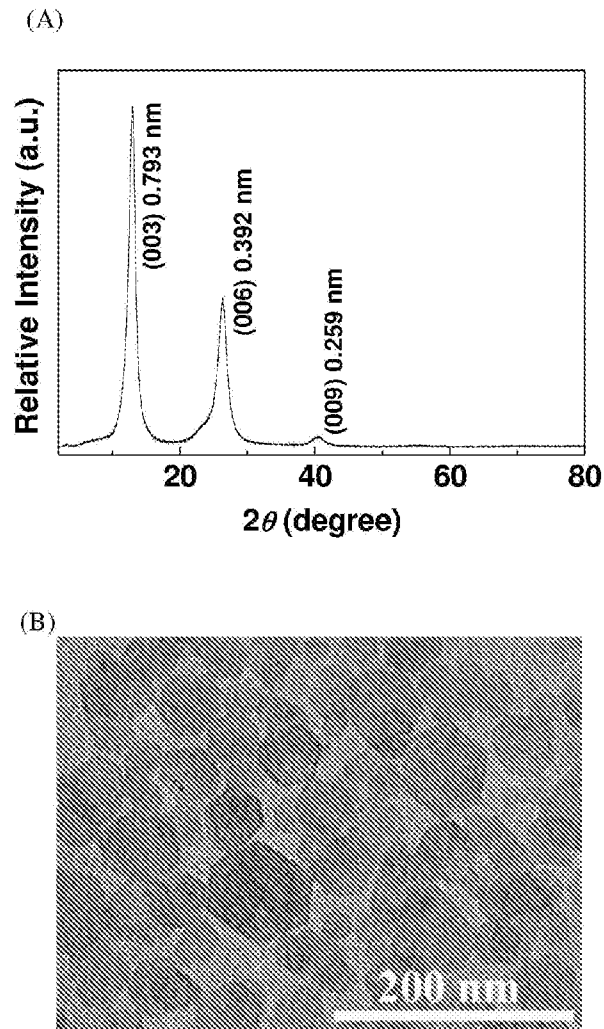 (A)
Relative Intensity (a.u.)
(003) 0.793 nm
(006) 0.392 nm
(009) 0.259 nm
20
40
60
80
2θ (degree)
(B)
200 nm